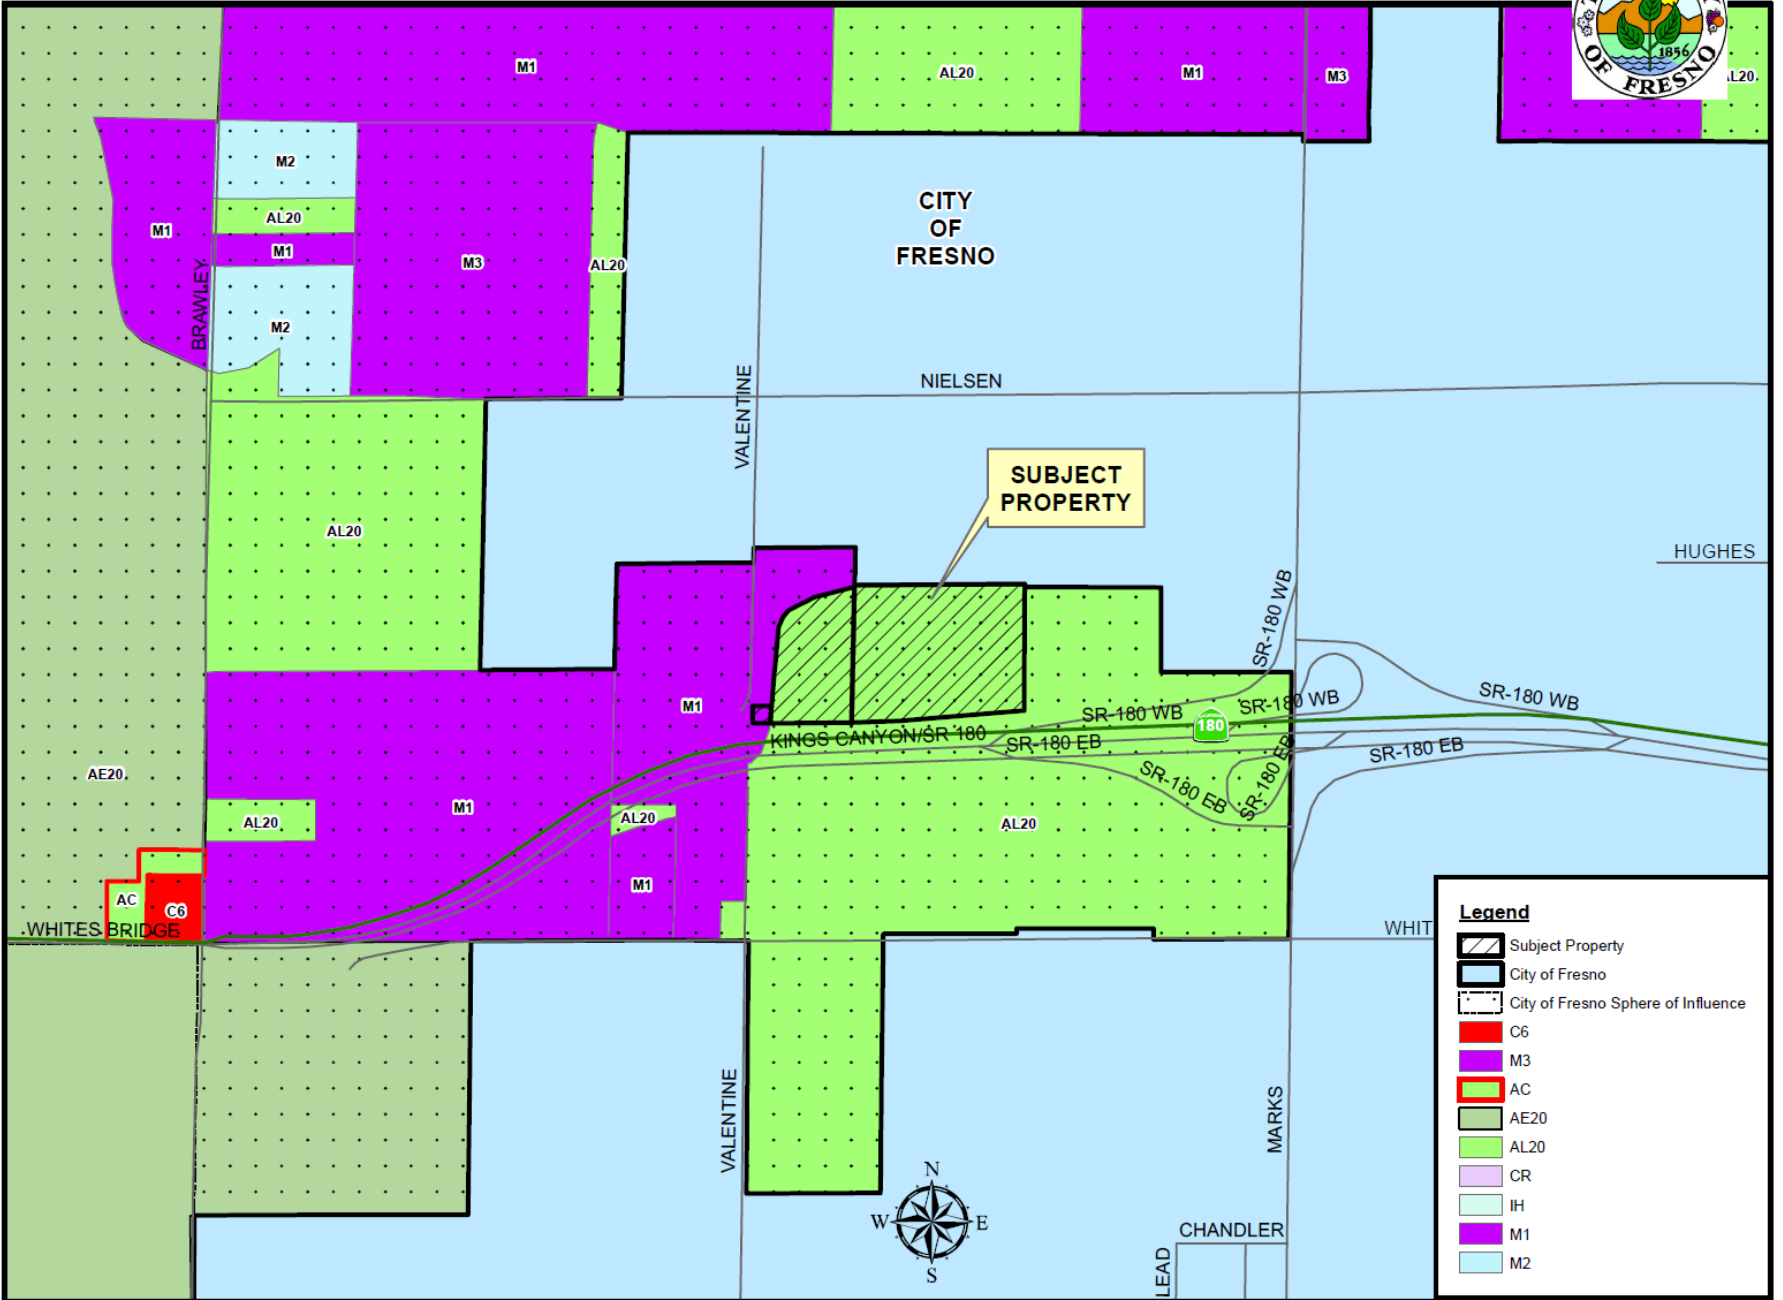 M1
AL20
M1
M3
AL20
1856
OF FRESNO
M2
AL20
M1
M1
M3
AL20
M2
BRAWLEY
CITY
OF
FRESNO
VALENTINE
NIELSEN
SUBJECT
PROPERTY
AL20
HUGHES
SR-180 WB
M1
SR-180 WB
SR-180 WB
SR-180 WB
180
KINGS CANYON/SR 180
SR-180 EB
SR-180 EB
SR-180 EB
SR-180 EB
AE20
M1
AL20
AL20
AL20
M1
AC
C6
WHITES BRIDGE
WHIT
VALENTINE
MARKS
N
W
E
S
CHANDLER
LEAD
Legend
Subject Property
City of Fresno
City of Fresno Sphere of Influence
C6
M3
AC
AE20
AL20
CR
IH
M1
M2